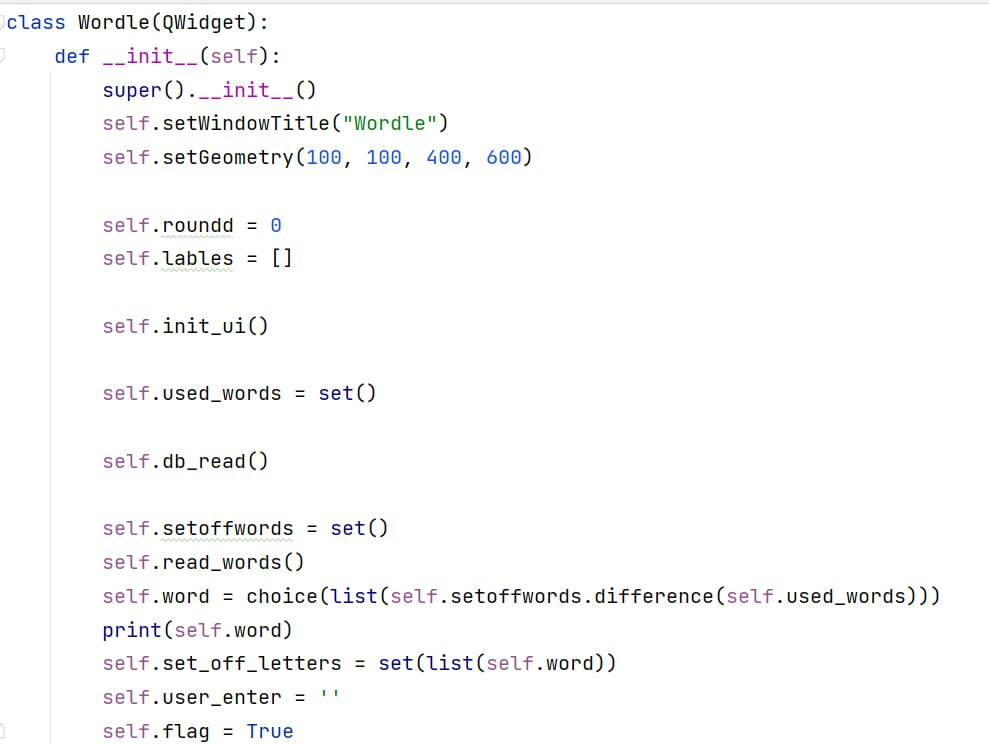 class Wordle(QWidget):
    def __init__(self):
        super().__init__()
        self.setWindowTitle("Wordle")
        self.setGeometry(100, 100, 400, 600)

        self.roundd = 0
        self.lables = []

        self.init_ui()

        self.used_words = set()

        self.db_read()

        self.setoffwords = set()
        self.read_words()
        self.word = choice(list(self.setoffwords.difference(self.used_words)))
        print(self.word)
        self.set_off_letters = set(list(self.word))
        self.user_enter = ''
        self.flag = True